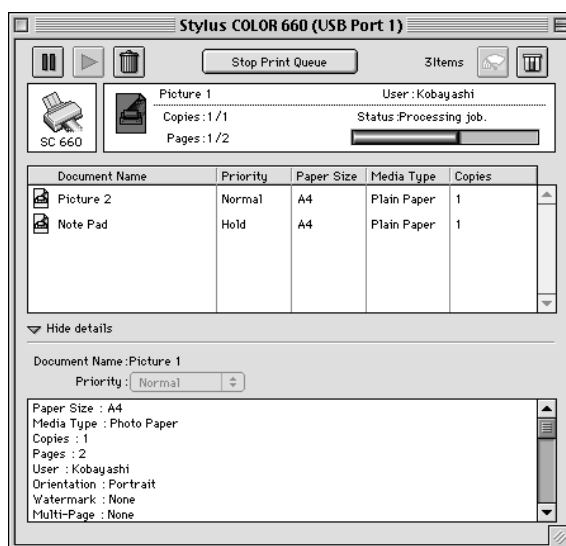 Stylus COLOR 660 (USB Port 1)
Stop Print Queue 3Items
Picture 1 User :Kobayashi
Copies :1/1 Status :Processing job.
SC 660 Pages :1/2
Document Name Priority Paper Size Media Type Copies
Picture 2 Normal A4 Plain Paper 1
Note Pad Hold A4 Plain Paper 1
Hide details
Document Name :Picture 1
Priority : Normal
Paper Size : A4
Media Type : Photo Paper
Copies : 1
Pages : 2
User : Kobayashi
Orientation : Portrait
Watermark : None
Multi-Page : None